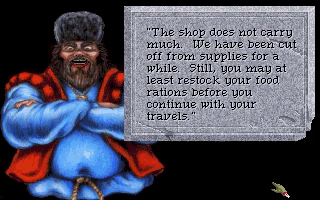 "The shop does not carry
much.  We have been cut
off from supplies for a
while.  Still, you may at
least restock your food
rations before you
continue with your
travels."